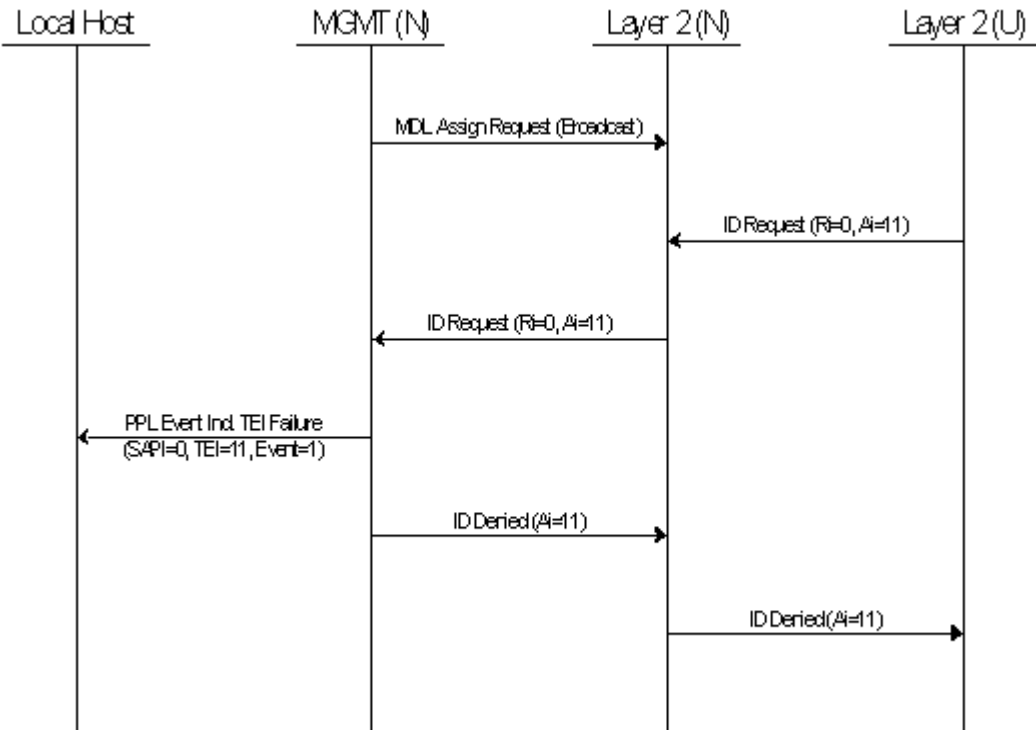 Local Host MGMT (N) Layer 2 (N) Layer 2 (U)
MDL Assign Request (Broadcast)
ID Request (Ri=0, Ai=11)
ID Request (Ri=0, Ai=11)
PPL Event Ind. TEI Failure
(SAPI=0, TEI=11, Event=1)
ID Denied (Ai=11)
ID Denied (Ai=11)